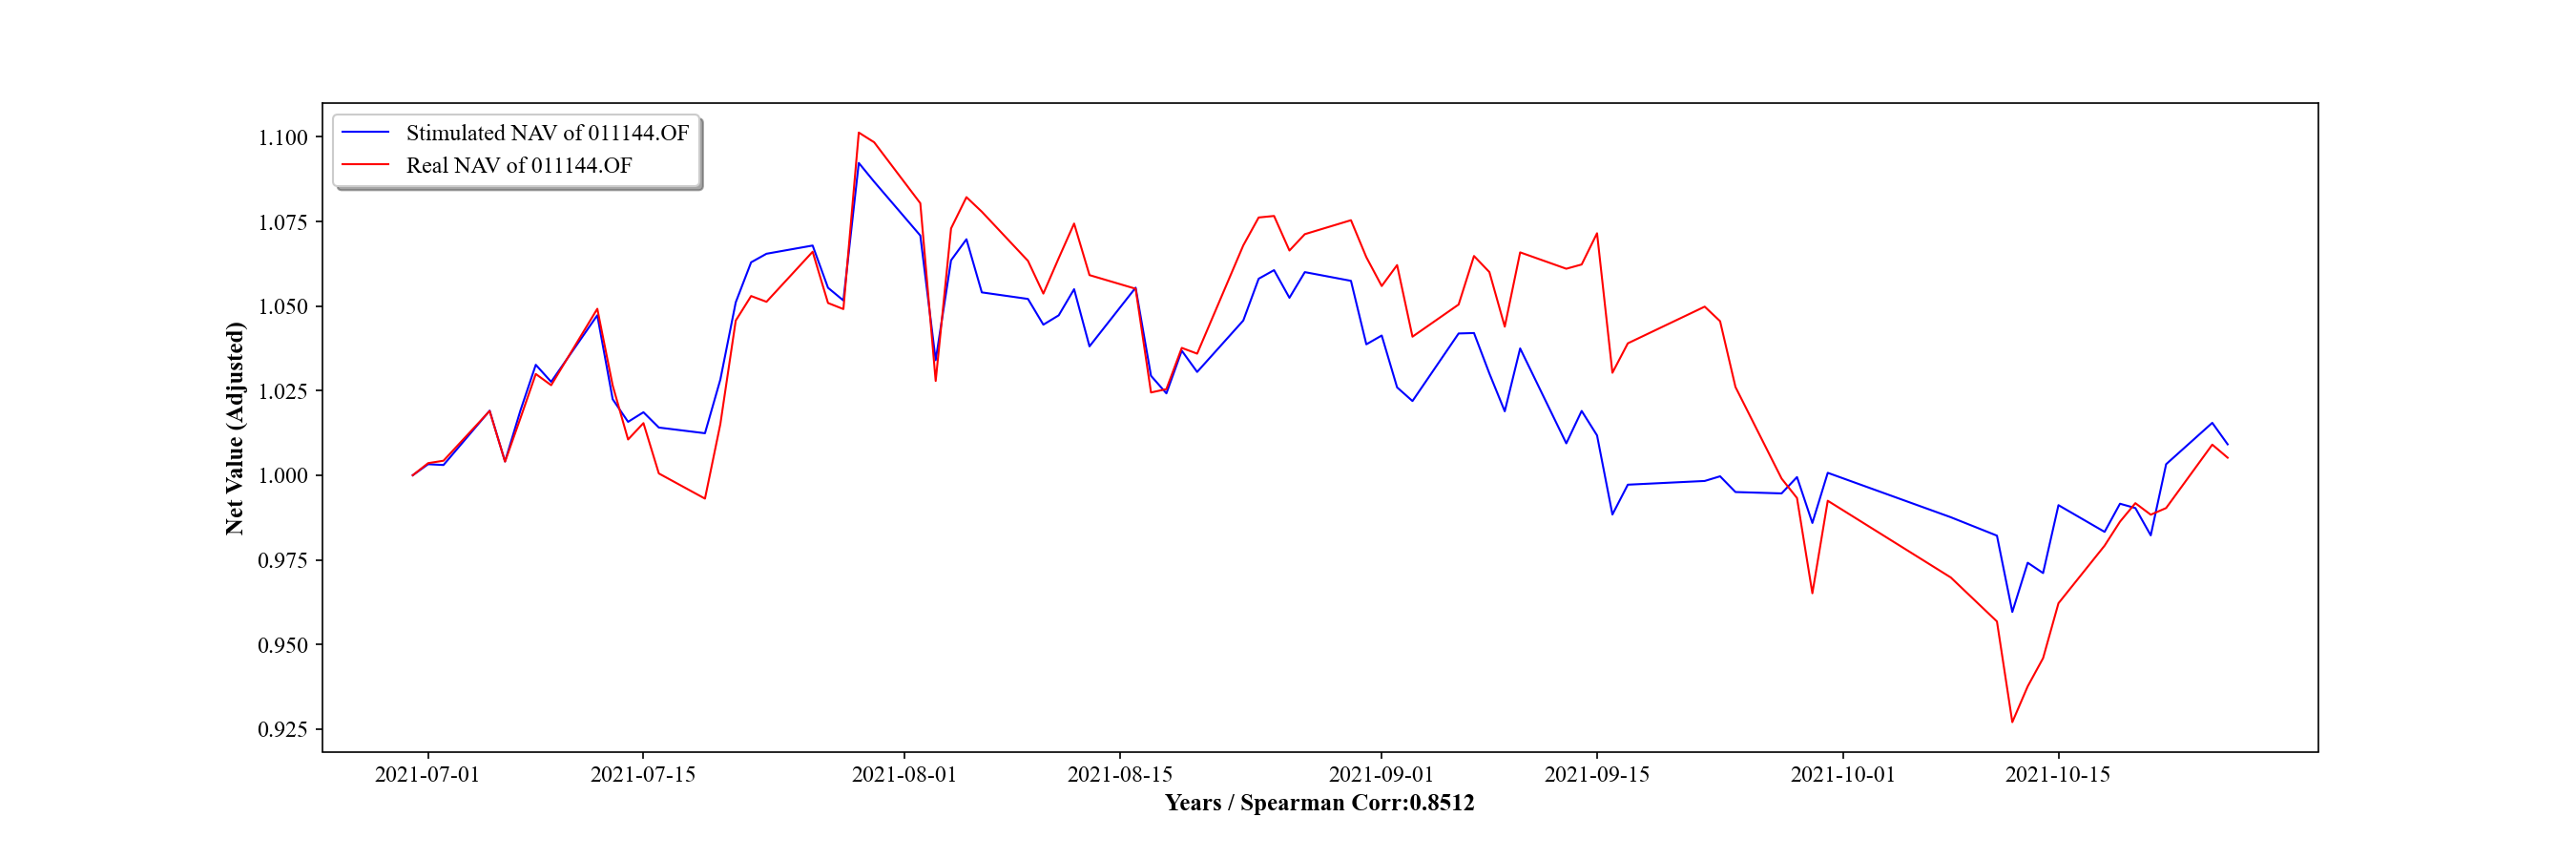 Stimulated NAV of 011144.OF
Real NAV of 011144.OF
1.100
1.075
1.050
1.025
1.000
0.975
0.950
0.925
Net Value (Adjusted)
2021-07-01 2021-07-15 2021-08-01 2021-08-15 2021-09-01 2021-09-15 2021-10-01 2021-10-15
Years / Spearman Corr:0.8512